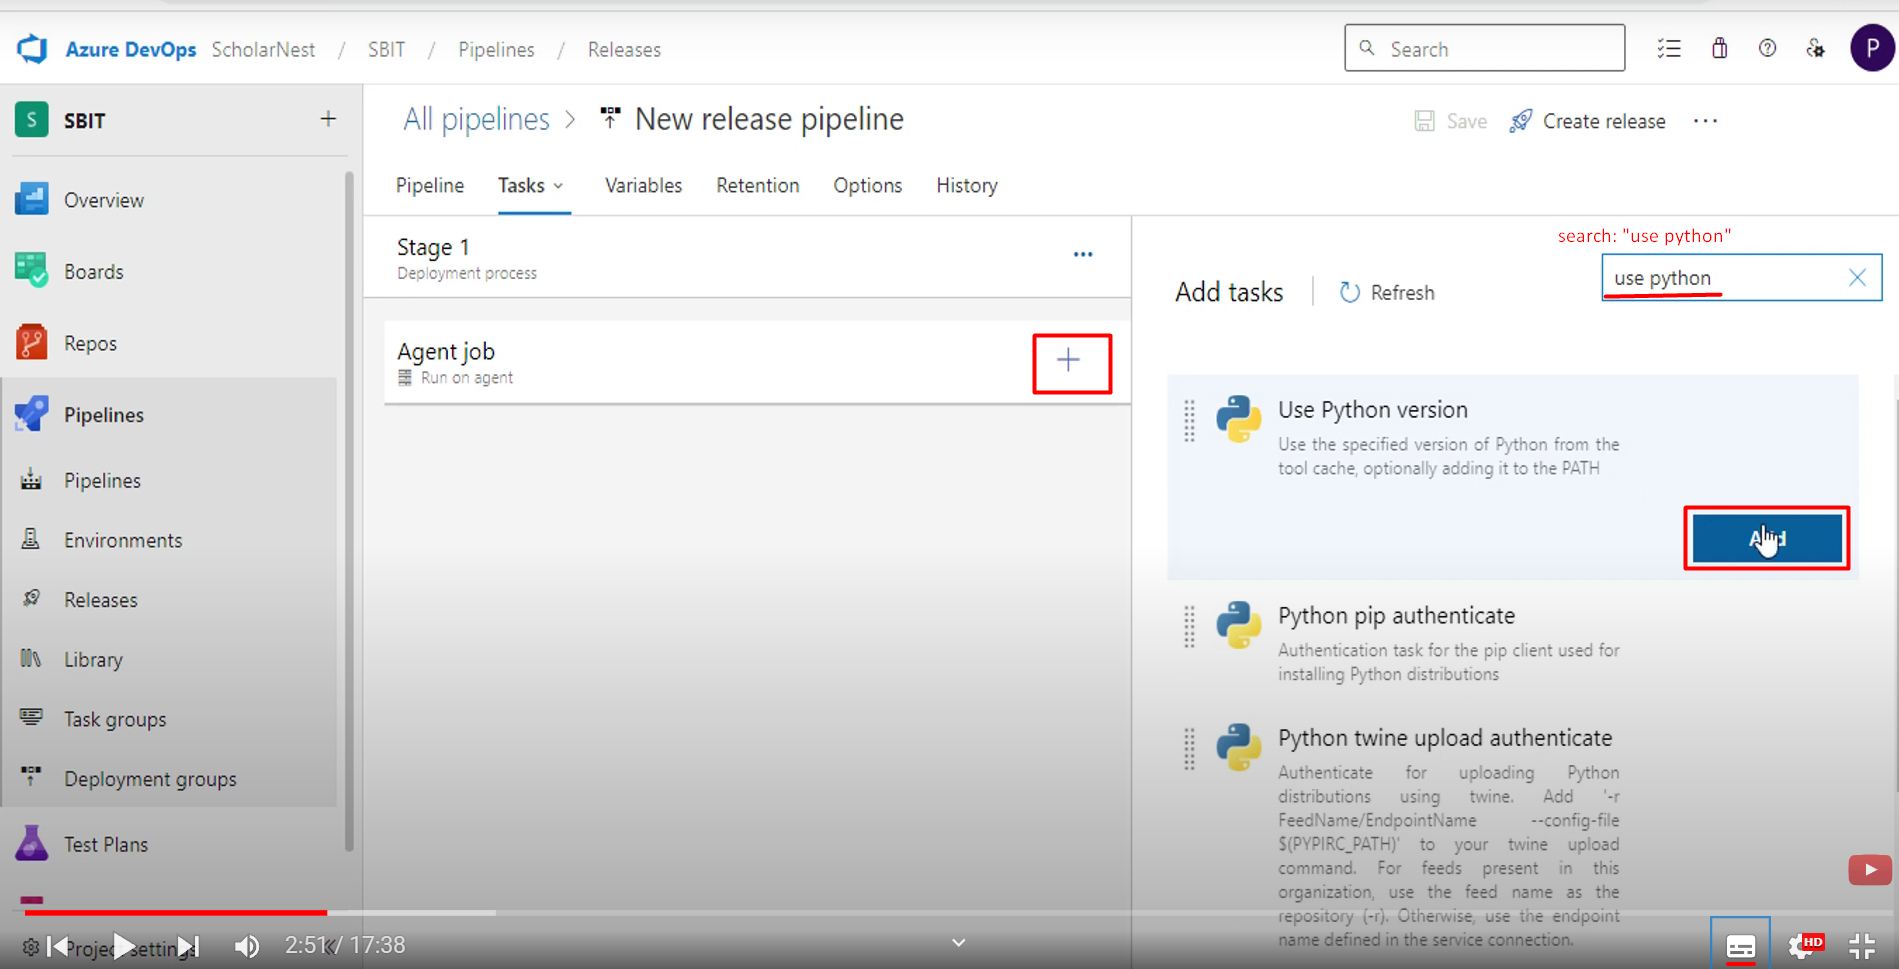 Azure DevOps ScholarNest / SBIT / Pipelines / Releases
Search
P
S SBIT
Overview
Boards
Repos
Pipelines
Pipelines
Environments
Releases
Library
Task groups
Deployment groups
Test Plans
Project settings
All pipelines > New release pipeline
Save Create release ...
Pipeline Tasks Variables Retention Options History
Stage 1
Deployment process
Agent job
Run on agent
search: "use python"
Add tasks | Refresh
use python
Use Python version
Use the specified version of Python from the
tool cache, optionally adding it to the PATH
Add
Python pip authenticate
Authentication task for the pip client used for
installing Python distributions
Python twine upload authenticate
Authenticate for uploading Python
distributions using twine. Add '-r
FeedName/EndpointName --config-file
$(PYPIRC_PATH)' to your twine upload
command. For feeds present in this
organization, use the feed name as the
repository (-r). Otherwise, use the endpoint
name defined in the service connection.
2:51 / 17:38
HD